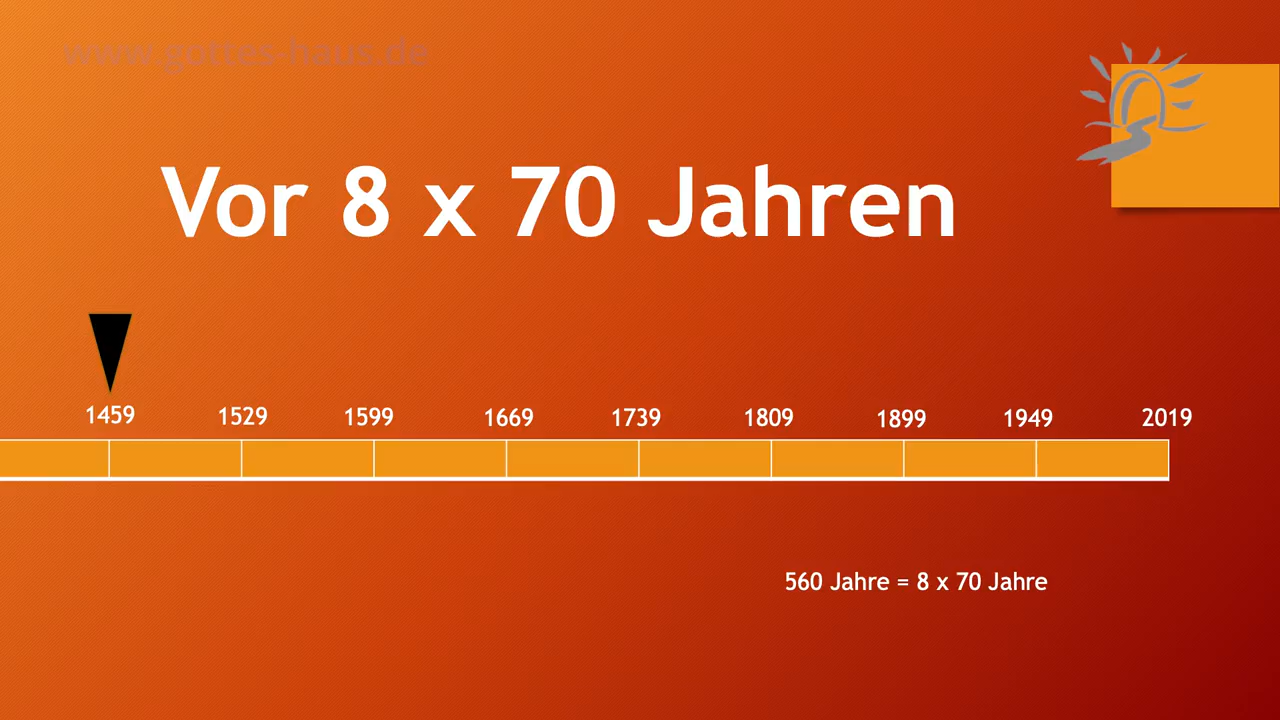 www.gottes-haus.de
Vor 8 x 70 Jahren
1459 1529 1599 1669 1739 1809 1899 1949 2019
560 Jahre = 8 x 70 Jahre